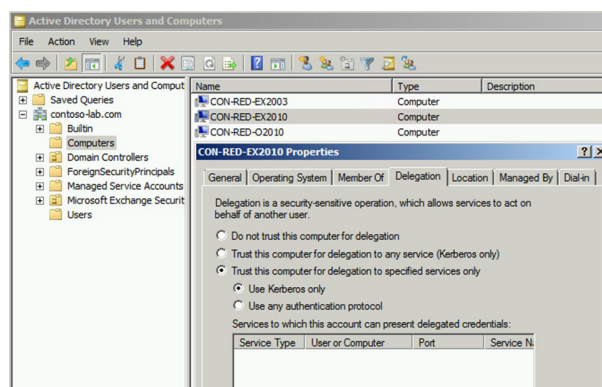 Active Directory Users and Computers
File Action View Help
Active Directory Users and Comput
Saved Queries
contoso-lab.com
Builtin
Computers
Domain Controllers
ForeignSecurityPrincipals
Managed Service Accounts
Microsoft Exchange Securit
Users
Name Type Description
CON-RED-EX2003 Computer
CON-RED-EX2010 Computer
CON-RED-O2010 Computer
CON-RED-EX2010 Properties
General Operating System Member Of Delegation Location Managed By Dial-in
Delegation is a security-sensitive operation, which allows services to act on
behalf of another user.
Do not trust this computer for delegation
Trust this computer for delegation to any service (Kerberos only)
Trust this computer for delegation to specified services only
Use Kerberos only
Use any authentication protocol
Services to which this account can present delegated credentials:
Service Type User or Computer Port Service N